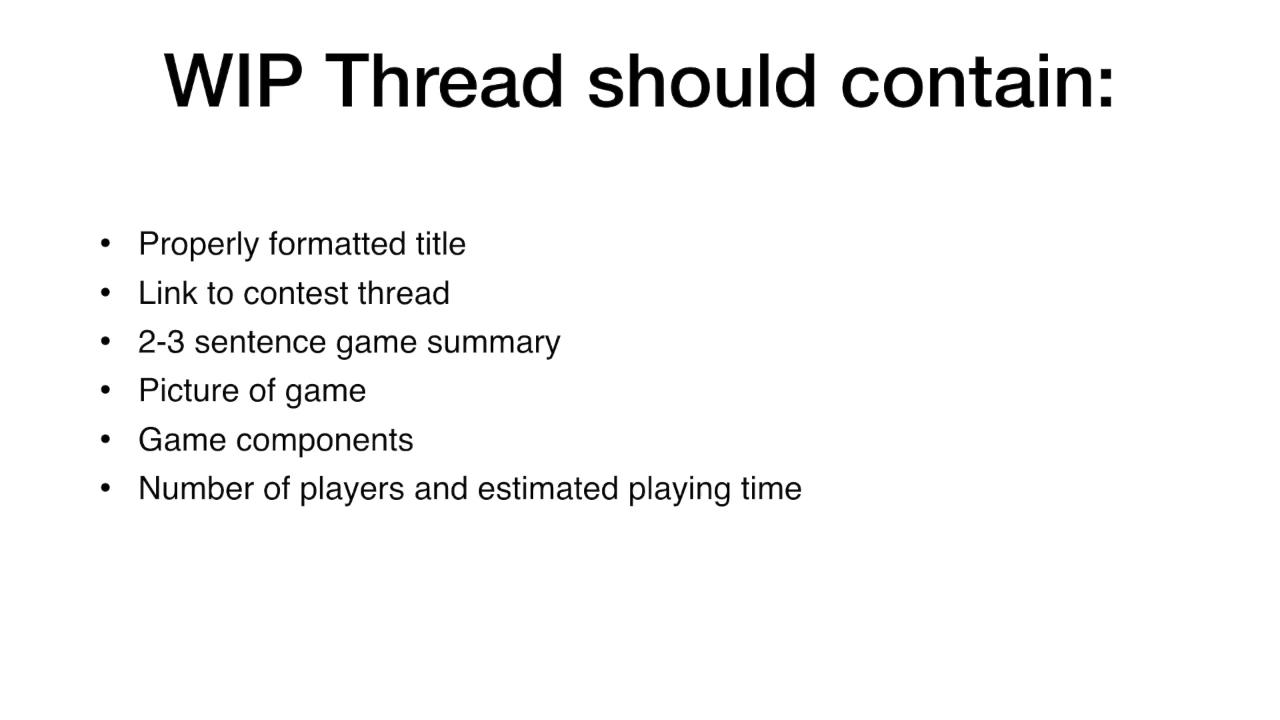 WIP Thread should contain:
• Properly formatted title
• Link to contest thread
• 2-3 sentence game summary
• Picture of game
• Game components
• Number of players and estimated playing time